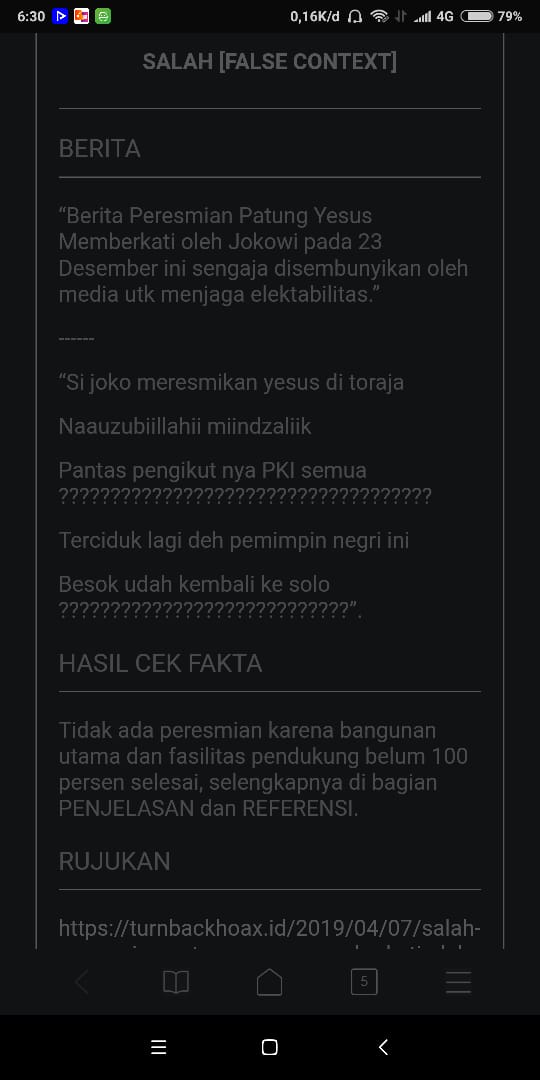 6:30 0,16K/d 4G 79%
SALAH [FALSE CONTEXT]
BERITA
“Berita Peresmian Patung Yesus
Memberkati oleh Jokowi pada 23
Desember ini sengaja disembunyikan oleh
media utk menjaga elektabilitas.”
------
“Si joko meresmikan yesus di toraja
Naauzubiillahii miindzaliik
Pantas pengikut nya PKI semua
????????????????????????????????????
Terciduk lagi deh pemimpin negri ini
Besok udah kembali ke solo
????????????????????????????”.
HASIL CEK FAKTA
Tidak ada peresmian karena bangunan
utama dan fasilitas pendukung belum 100
persen selesai, selengkapnya di bagian
PENJELASAN dan REFERENSI.
RUJUKAN
https://turnbackhoax.id/2019/04/07/salah-
5